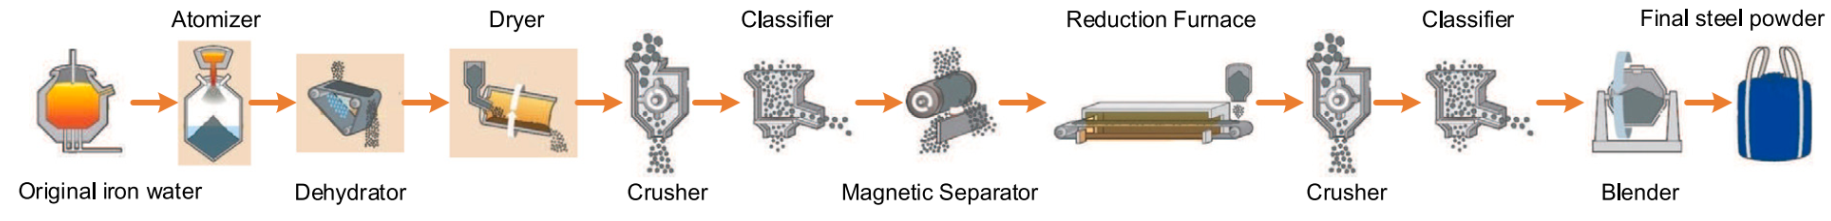 Original iron water
Atomizer
Dehydrator
Dryer
Crusher
Classifier
Magnetic Separator
Reduction Furnace
Crusher
Classifier
Blender
Final steel powder